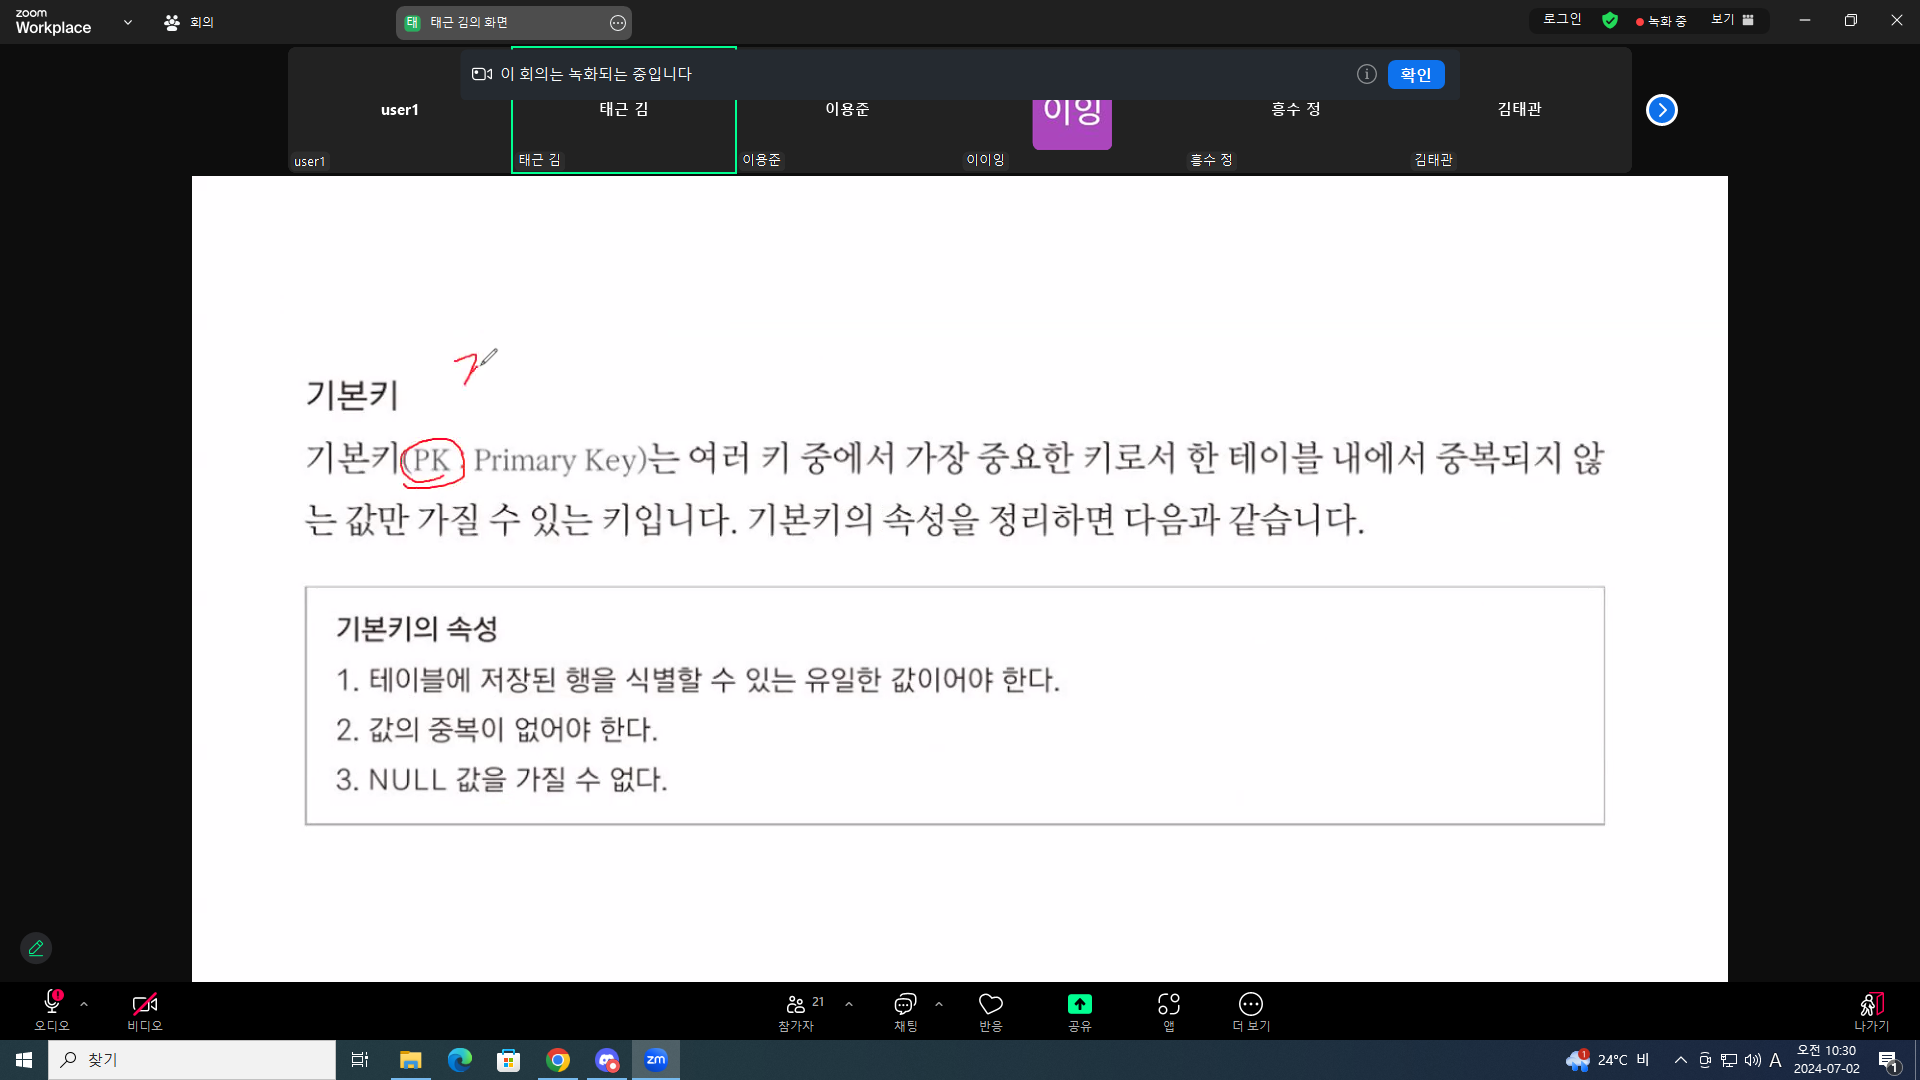 zoom
Workplace
회의
태
태근 김의 화면
로그인
녹화 중
보기
이 회의는 녹화되는 중입니다
확인
user1
태근 김
이용준
이잉
흥수 정
김태관
user1
태근 김
이용준
이이잉
흥수 정
김태관
기본키
기본키(PK, Primary Key)는 여러 키 중에서 가장 중요한 키로서 한 테이블 내에서 중복되지 않
는 값만 가질 수 있는 키입니다. 기본키의 속성을 정리하면 다음과 같습니다.
기본키의 속성
1. 테이블에 저장된 행을 식별할 수 있는 유일한 값이어야 한다.
2. 값의 중복이 없어야 한다.
3. NULL 값을 가질 수 없다.
오디오
비디오
21
참가자
채팅
반응
공유
앱
더 보기
나가기
찾기
zm
1
24°C 비
A
오전 10:30
2024-07-02
1